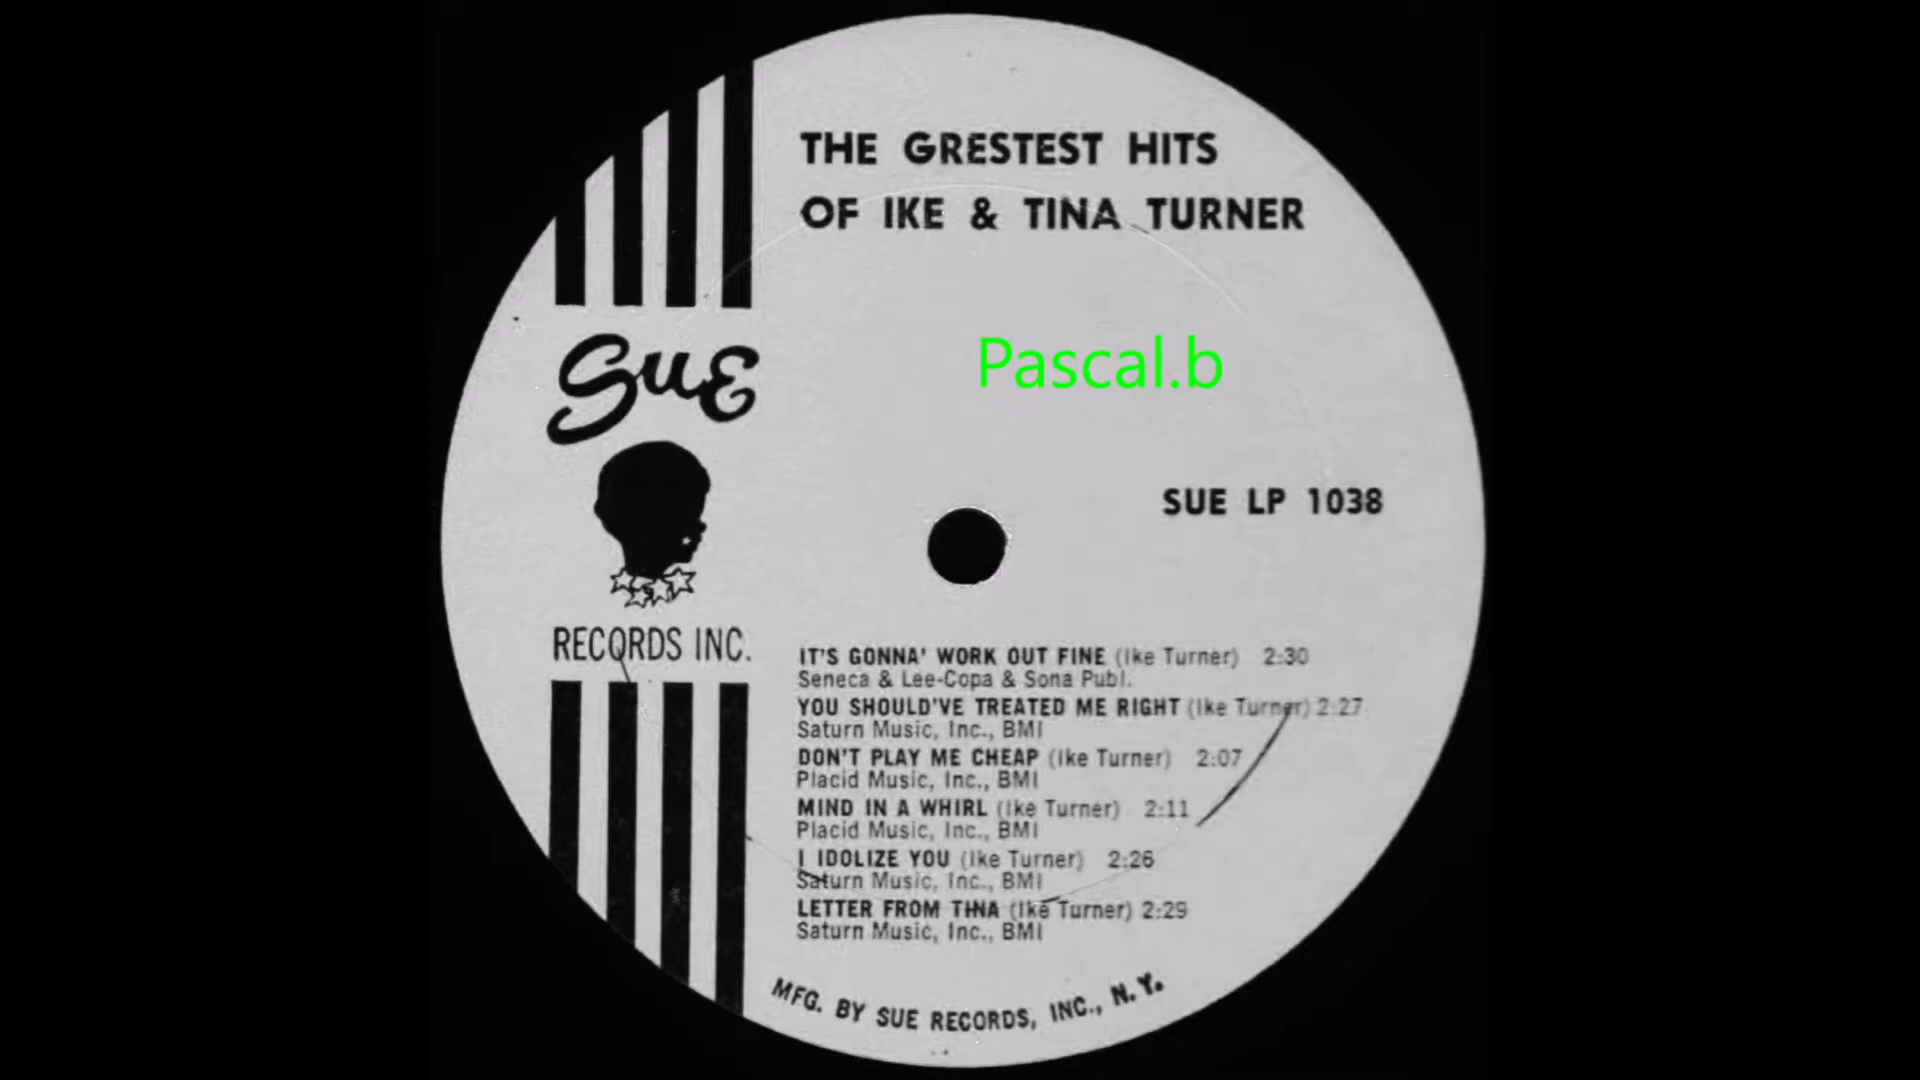 THE GRESTEST HITS
OF IKE & TINA TURNER
Sue
Pascal.b
SUE LP 1038
RECORDS INC.
IT'S GONNA' WORK OUT FINE (Ike Turner) 2:30
Seneca & Lee-Copa & Sona Publ.
YOU SHOULD'VE TREATED ME RIGHT (Ike Turner) 2:27
Saturn Music, Inc., BMI
DON'T PLAY ME CHEAP (Ike Turner) 2:07
Placid Music, Inc., BMI
MIND IN A WHIRL (Ike Turner) 2:11
Placid Music, Inc., BMI
I IDOLIZE YOU (Ike Turner) 2:26
Saturn Music, Inc., BMI
LETTER FROM TINA (Ike Turner) 2:29
Saturn Music, Inc., BMI
MFG. BY SUE RECORDS, INC., N.Y.